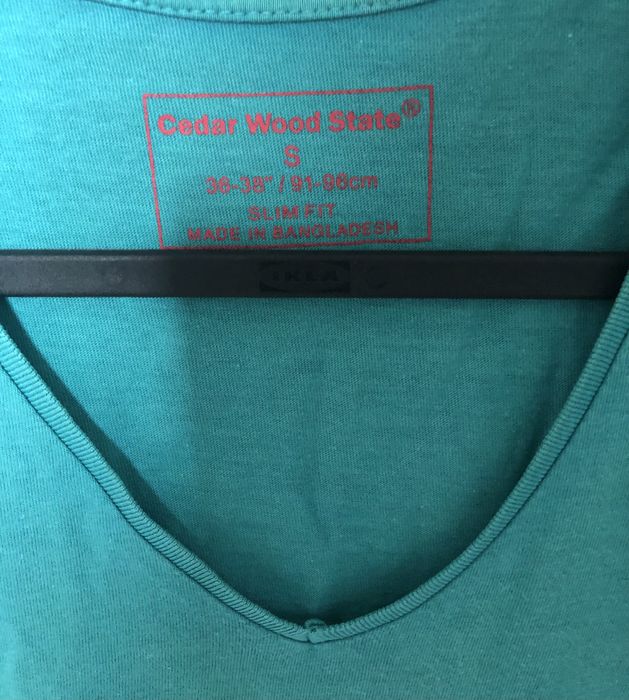 Cedar Wood State®
S
36-38" / 91-96cm
SLIM FIT
MADE IN BANGLADESH
IKEA